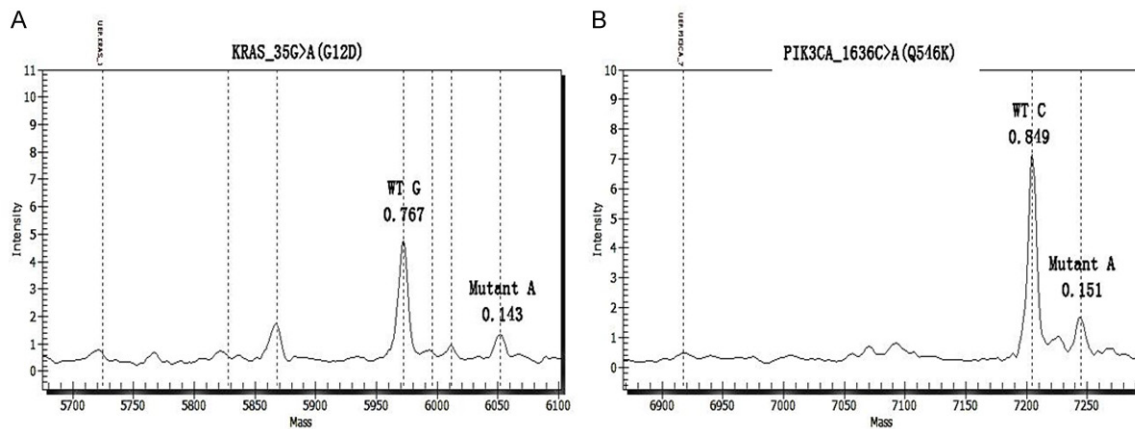 A
UEP_KRAS_2
KRAS_35G>A(G12D)
11
10
9
8
7
6
5
4
3
2
1
0
Intensity
WT G
0.767
Mutant A
0.143
5700 5750 5800 5850 5900 5950 6000 6050 6100
Mass
B
PIK3CA_1636C>A(Q546K)
10
9
8
7
6
5
4
3
2
1
0
Intensity
WT C
0.849
Mutant A
0.151
6900 6950 7000 7050 7100 7150 7200 7250
Mass